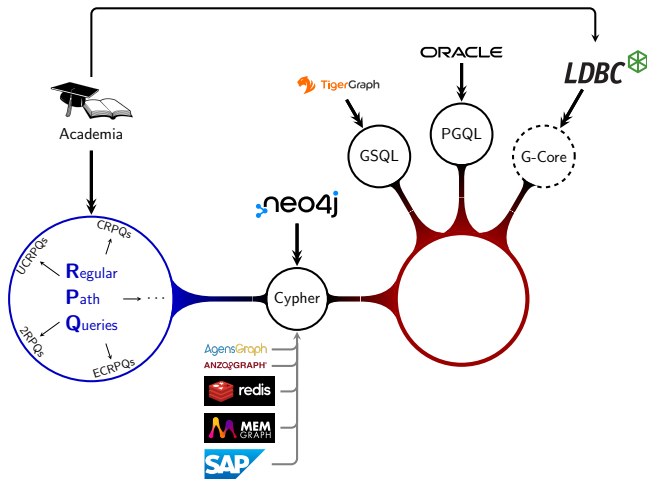 ORACLE
LDBC
TigerGraph
Academia
PGQL
GSQL
G-Core
neo4j
CRPQs
UCRPQs
Regular
Path
...
Queries
2RPQs
ECRPQs
Cypher
AgensGraph
ANZOGRAPH
redis
MEM
GRAPH
SAP